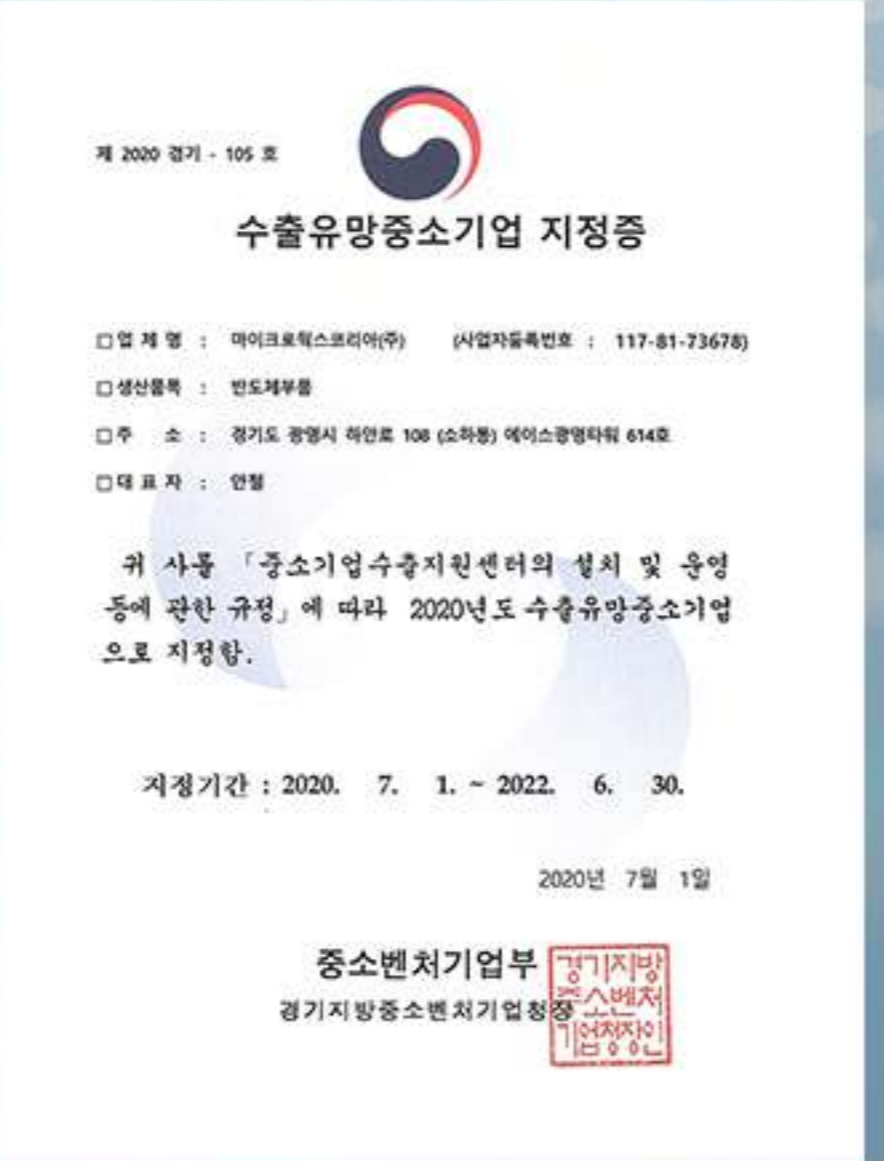 제 2020 경기 - 105 호
수출유망중소기업 지정증
□업 체 명 : 마이크로웍스코리아(주) (사업자등록번호 : 117-81-73678)
□생산품목 : 반도체부품
□주 소 : 경기도 광명시 하안로 108 (소하동) 에이스광명타워 614호
□대 표 자 : 안철
위 사를 「중소기업수출지원센터의 설치 및 운영
등에 관한 규정」에 따라 2020년도 수출유망중소기업
으로 지정함.
지정기간 : 2020. 7. 1. ~ 2022. 6. 30.
2020년 7월 1일
중소벤처기업부
경기지방중소벤처기업청장
경기지방
중소벤처
기업청장인